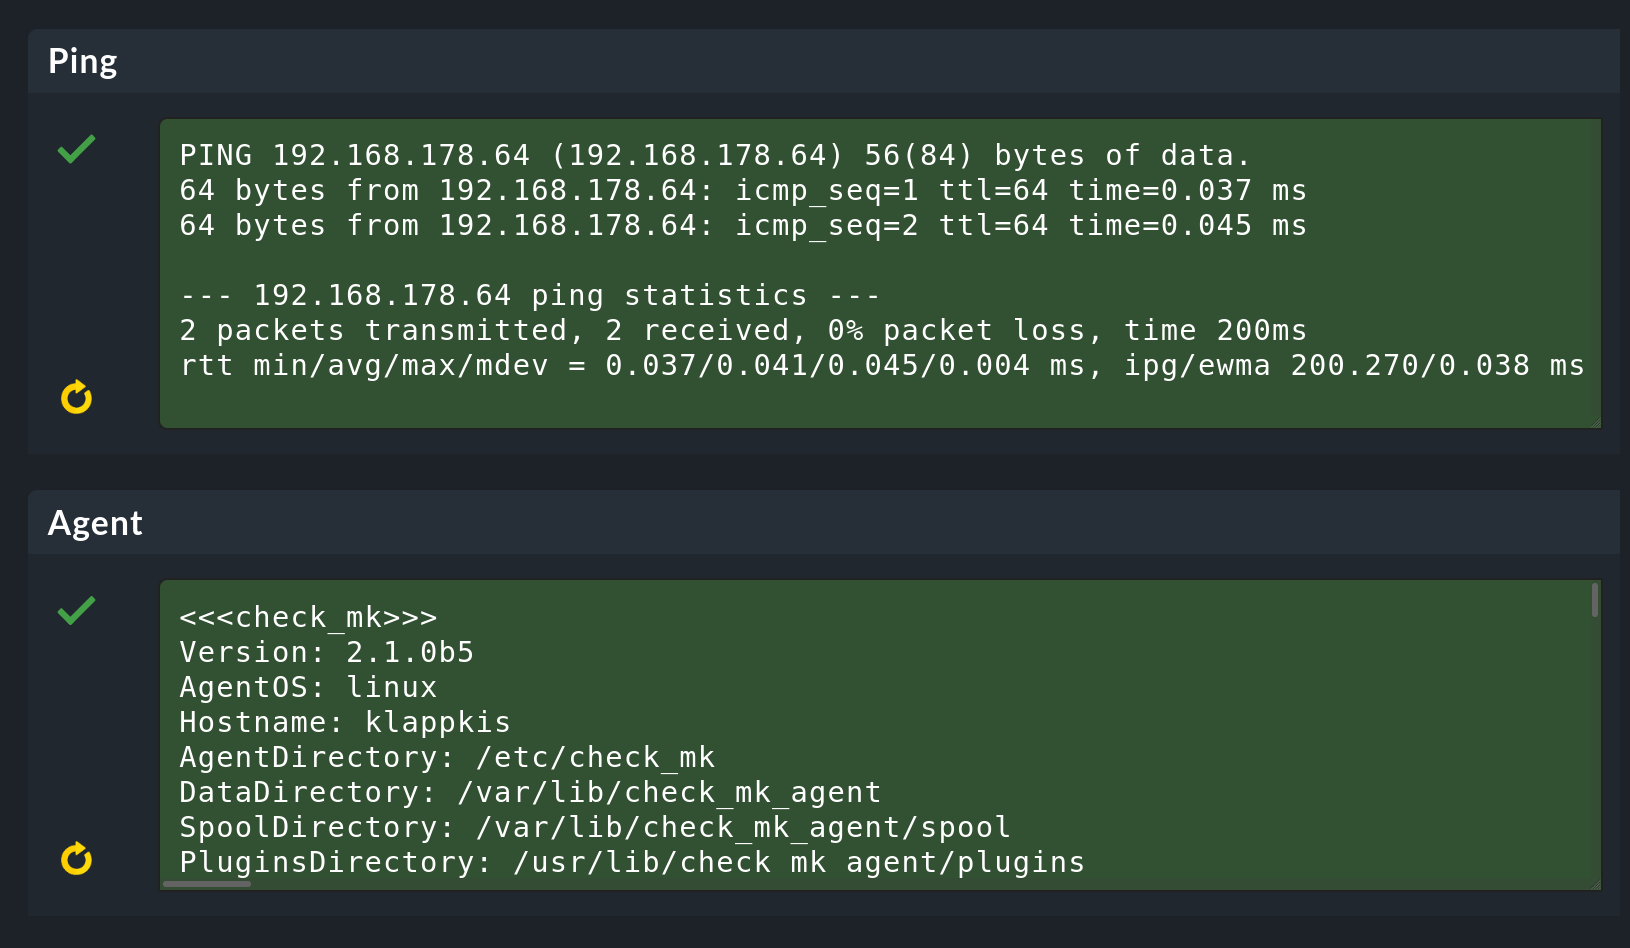 Ping
PING 192.168.178.64 (192.168.178.64) 56(84) bytes of data.
64 bytes from 192.168.178.64: icmp_seq=1 ttl=64 time=0.037 ms
64 bytes from 192.168.178.64: icmp_seq=2 ttl=64 time=0.045 ms
--- 192.168.178.64 ping statistics ---
2 packets transmitted, 2 received, 0% packet loss, time 200ms
rtt min/avg/max/mdev = 0.037/0.041/0.045/0.004 ms, ipg/ewma 200.270/0.038 ms
Agent
<<<check_mk>>>
Version: 2.1.0b5
AgentOS: linux
Hostname: klappkis
AgentDirectory: /etc/check_mk
DataDirectory: /var/lib/check_mk_agent
SpoolDirectory: /var/lib/check_mk_agent/spool
PluginsDirectory: /usr/lib/check_mk_agent/plugins